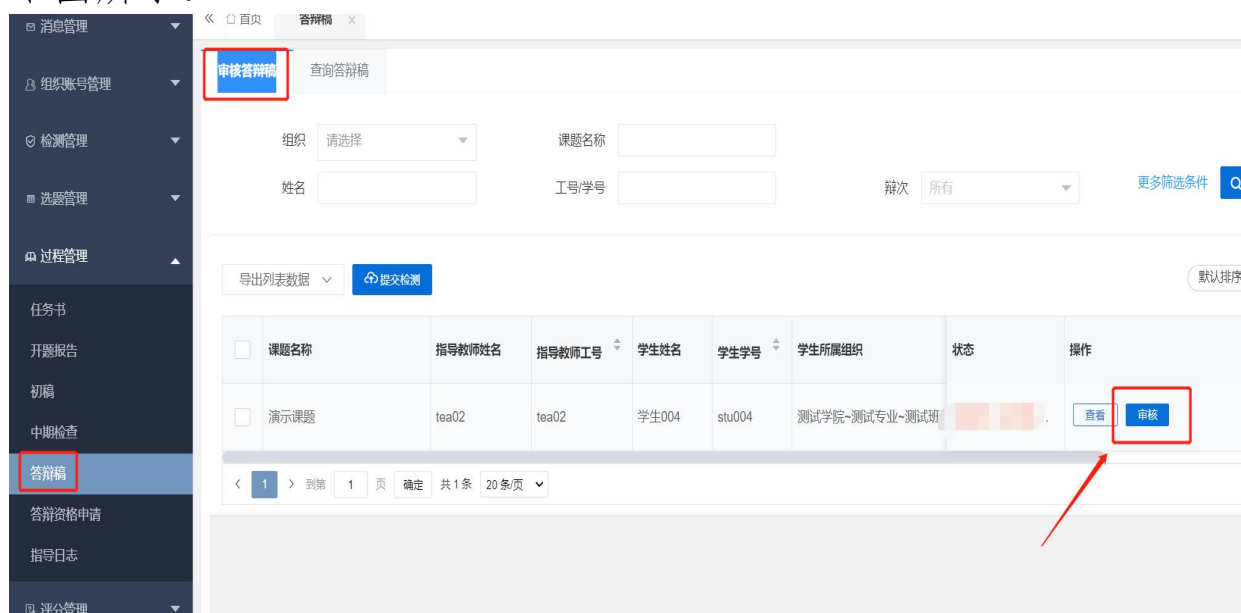 消息管理
« 首页 答辩稿 ×
审核答辩稿 查询答辩稿
组织账号管理
检测管理
组织 请选择 课题名称
姓名 工号/学号 辩次 所有 更多筛选条件
选题管理
过程管理
导出列表数据 提交检测 默认排序
任务书
开题报告
初稿
中期检查
答辩稿
答辩资格申请
指导日志
评分管理
课题名称 指导教师姓名 指导教师工号 学生姓名 学生学号 学生所属组织 状态 操作
演示课题 tea02 tea02 学生004 stu004 测试学院~测试专业~测试班 查看 审核
< 1 > 到第 1 页 确定 共1条 20条/页